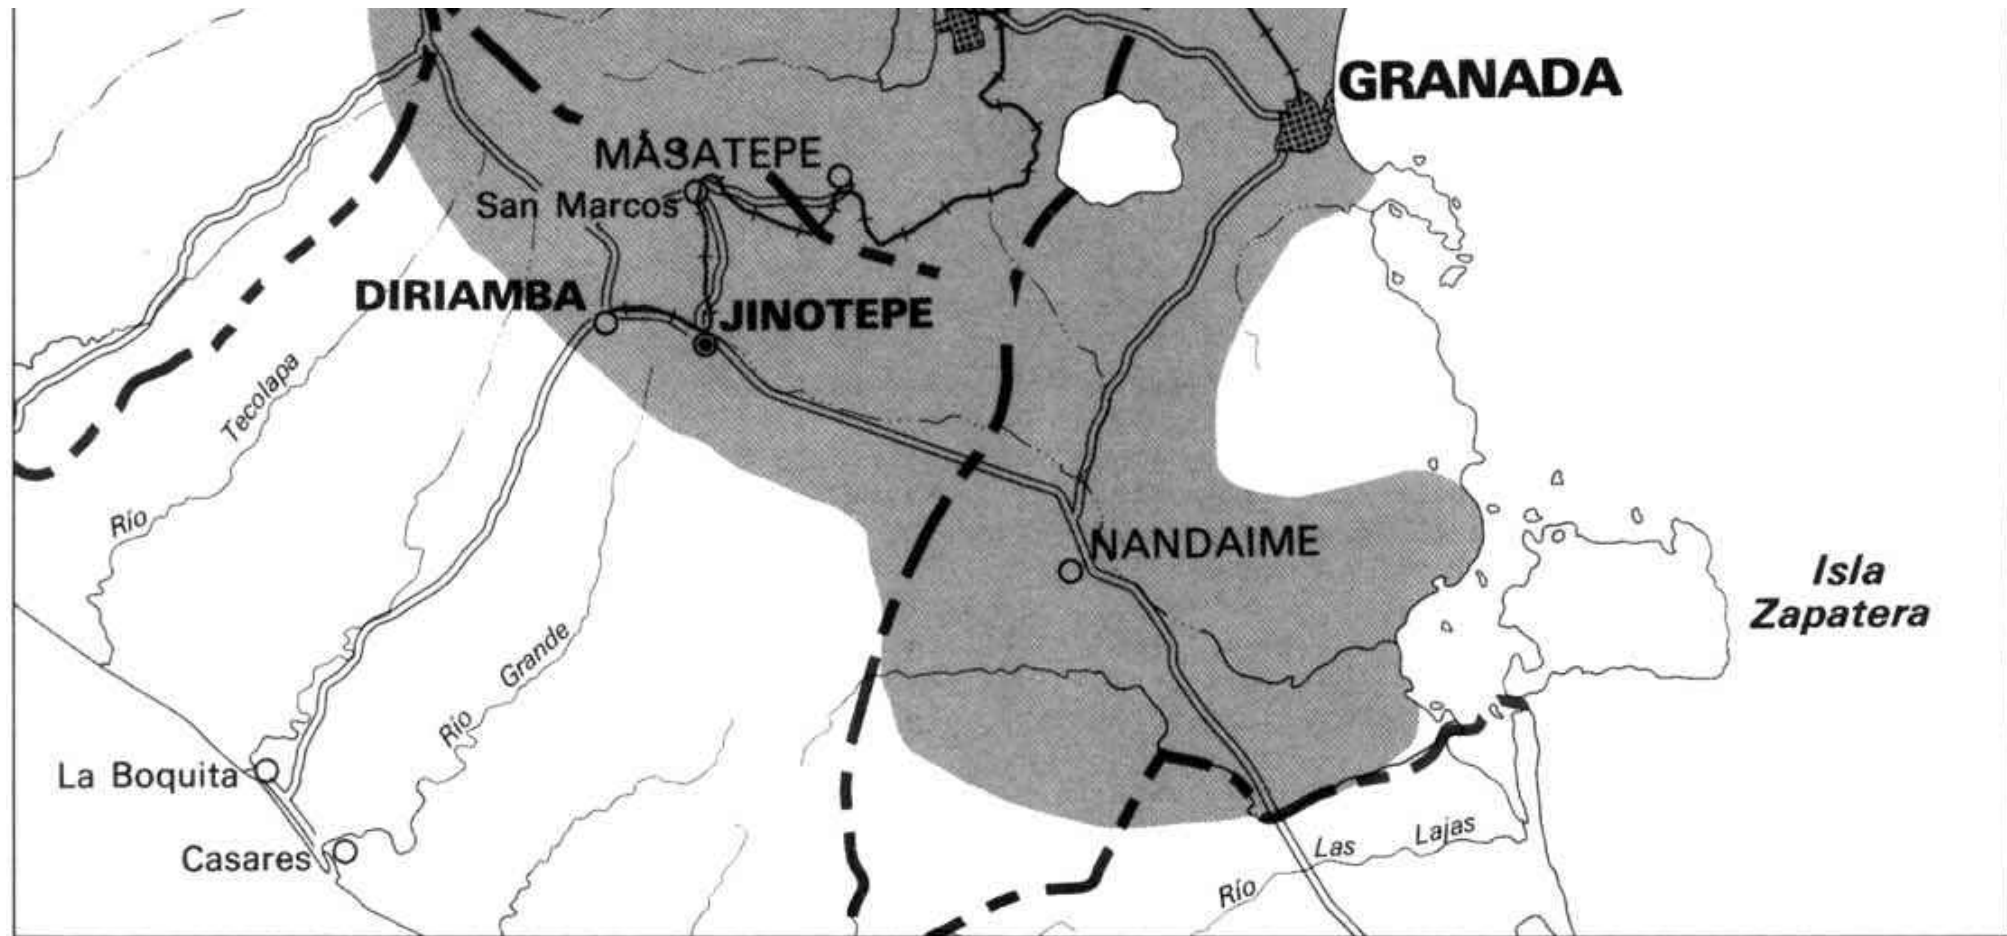 GRANADA
MASATEPE
San Marcos
DIRIAMBA
JINOTEPE
Río Tecolapa
NANDAIME
Isla
Zapatera
Río Grande
La Boquita
Casares
Río Las Lajas